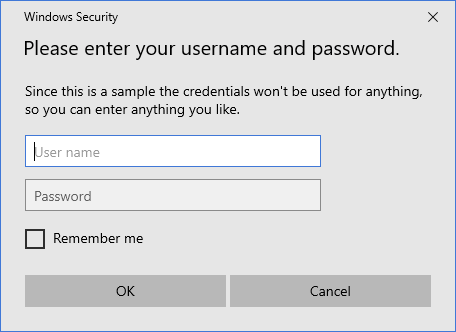 Windows Security
Please enter your username and password.
Since this is a sample the credentials won't be used for anything,
so you can enter anything you like.
User name
Password
Remember me
OK
Cancel